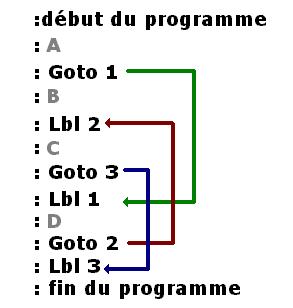 :début du programme
: A
: Goto 1
: B
: Lbl 2
: C
: Goto 3
: Lbl 1
: D
: Goto 2
: Lbl 3
: fin du programme